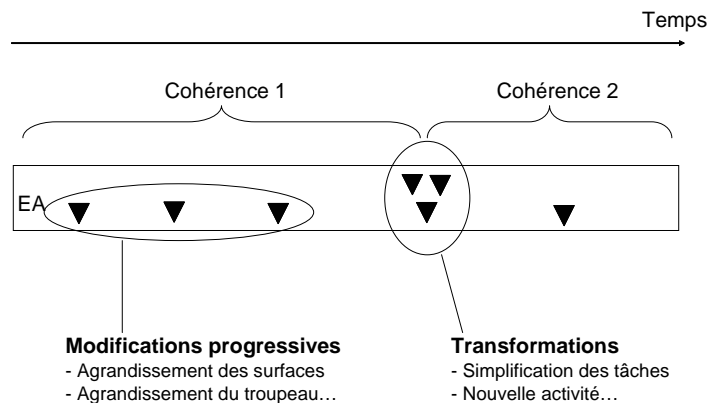 Temps
Cohérence 1
Cohérence 2
EA
Modifications progressives
- Agrandissement des surfaces
- Agrandissement du troupeau…
Transformations
- Simplification des tâches
- Nouvelle activité…